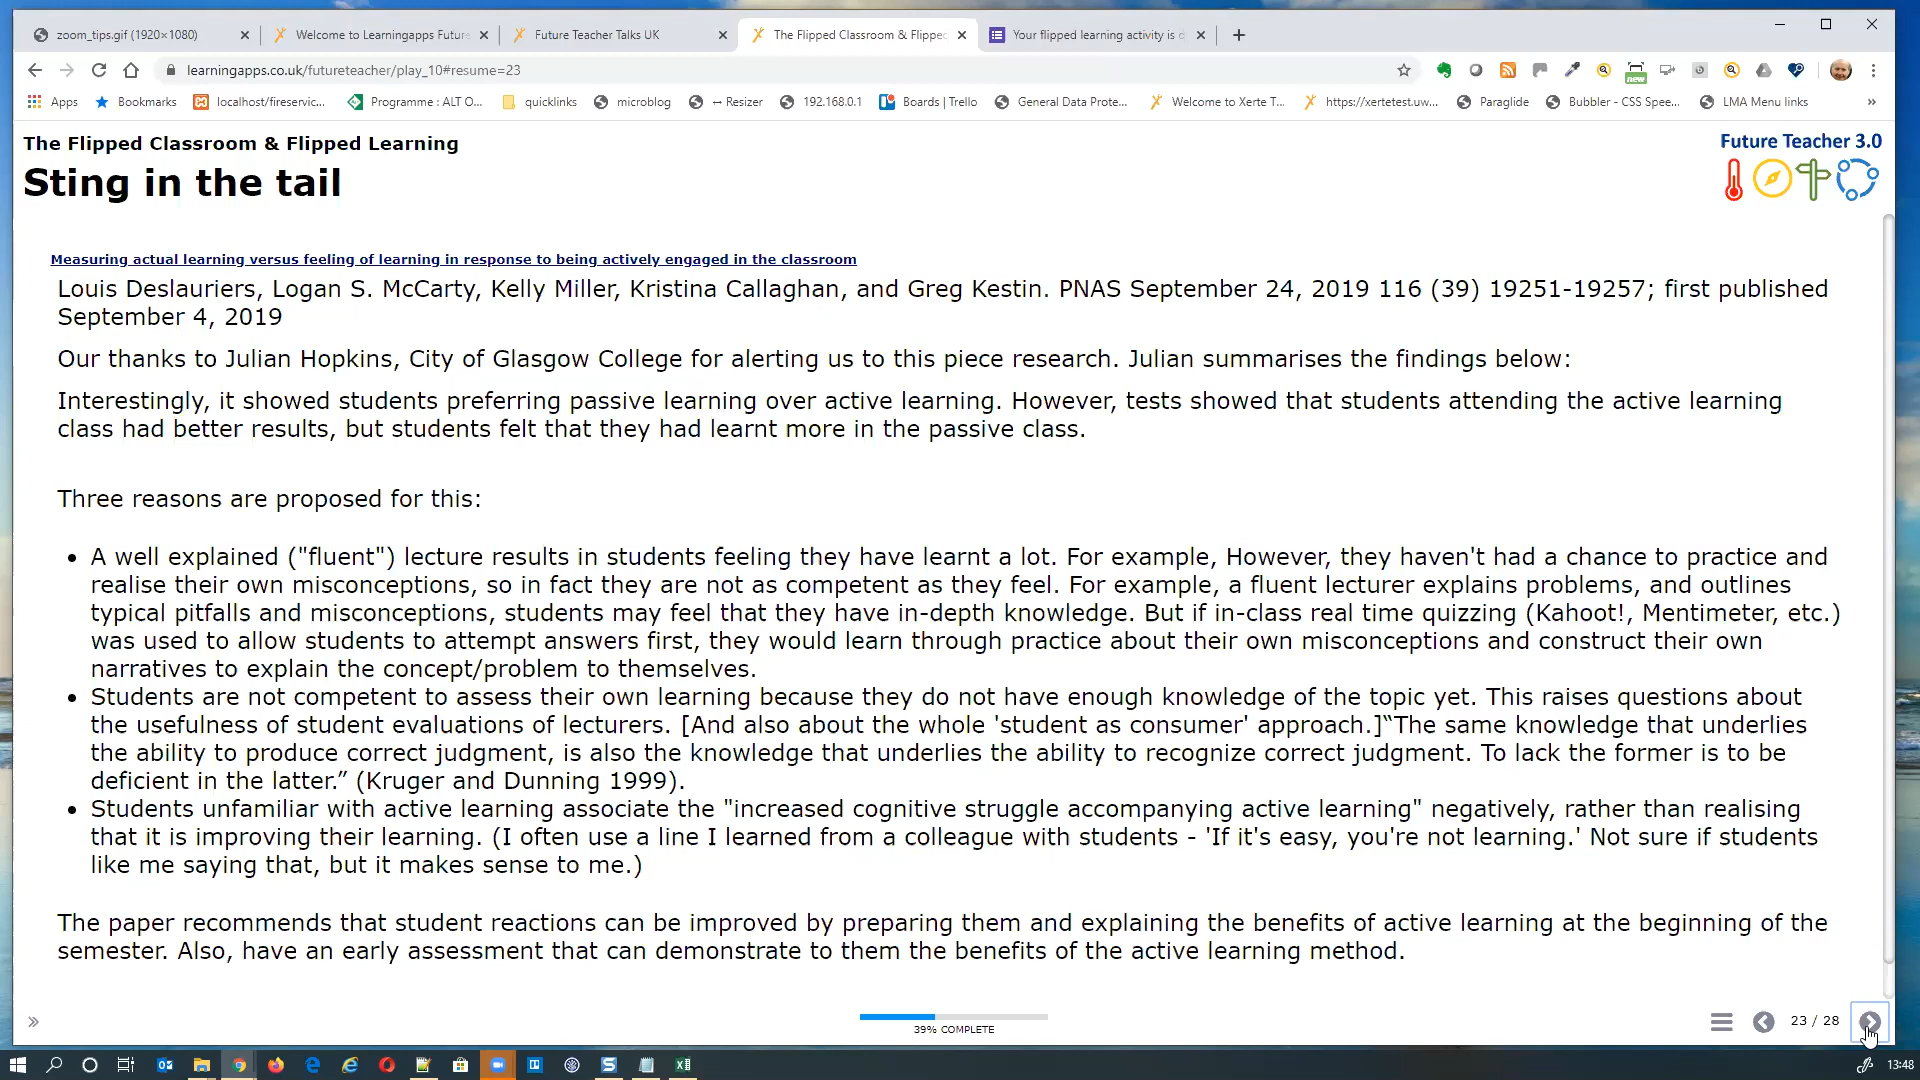 zoom_tips.gif (1920×1080)
Welcome to Learningapps Future
Future Teacher Talks UK
The Flipped Classroom & Flipped
Your flipped learning activity is
learningapps.co.uk/futureteacher/play_10#resume=23
new
Apps
Bookmarks
localhost/fireservic...
Programme : ALT O...
quicklinks
microblog
↔ Resizer
192.168.0.1
Boards | Trello
General Data Prote...
Welcome to Xerte T...
https://xertetest.uw...
Paraglide
Bubbler - CSS Spee...
LMA Menu links
The Flipped Classroom & Flipped Learning
Future Teacher 3.0
Sting in the tail
Measuring actual learning versus feeling of learning in response to being actively engaged in the classroom
Louis Deslauriers, Logan S. McCarty, Kelly Miller, Kristina Callaghan, and Greg Kestin. PNAS September 24, 2019 116 (39) 19251-19257; first published
September 4, 2019
Our thanks to Julian Hopkins, City of Glasgow College for alerting us to this piece research. Julian summarises the findings below:
Interestingly, it showed students preferring passive learning over active learning. However, tests showed that students attending the active learning
class had better results, but students felt that they had learnt more in the passive class.
Three reasons are proposed for this:
• A well explained ("fluent") lecture results in students feeling they have learnt a lot. For example, However, they haven't had a chance to practice and
realise their own misconceptions, so in fact they are not as competent as they feel. For example, a fluent lecturer explains problems, and outlines
typical pitfalls and misconceptions, students may feel that they have in-depth knowledge. But if in-class real time quizzing (Kahoot!, Mentimeter, etc.)
was used to allow students to attempt answers first, they would learn through practice about their own misconceptions and construct their own
narratives to explain the concept/problem to themselves.
• Students are not competent to assess their own learning because they do not have enough knowledge of the topic yet. This raises questions about
the usefulness of student evaluations of lecturers. [And also about the whole 'student as consumer' approach.]“The same knowledge that underlies
the ability to produce correct judgment, is also the knowledge that underlies the ability to recognize correct judgment. To lack the former is to be
deficient in the latter.” (Kruger and Dunning 1999).
• Students unfamiliar with active learning associate the "increased cognitive struggle accompanying active learning" negatively, rather than realising
that it is improving their learning. (I often use a line I learned from a colleague with students - 'If it's easy, you're not learning.' Not sure if students
like me saying that, but it makes sense to me.)
The paper recommends that student reactions can be improved by preparing them and explaining the benefits of active learning at the beginning of the
semester. Also, have an early assessment that can demonstrate to them the benefits of the active learning method.
39% COMPLETE
23 / 28
13:48